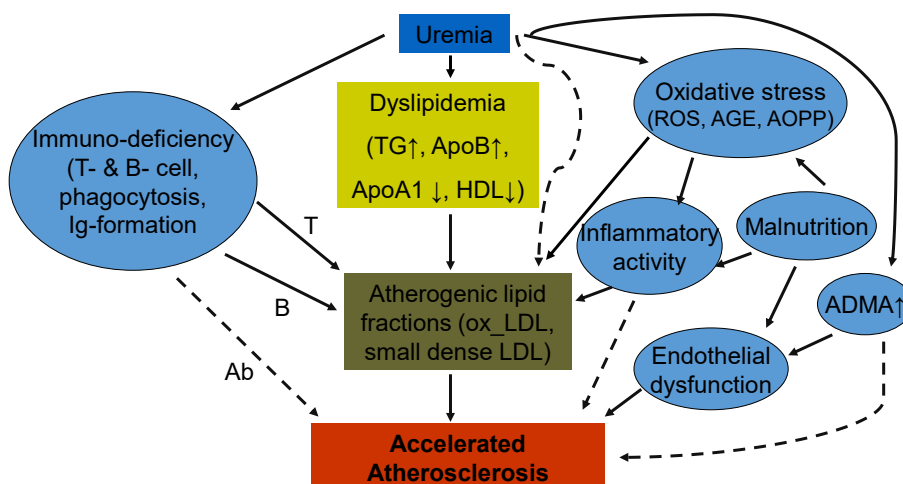 Uremia
Dyslipidemia
(TG↑, ApoB↑,
ApoA1 ↓, HDL↓)
Oxidative stress
(ROS, AGE, AOPP)
Immuno-deficiency
(T- & B- cell,
phagocytosis,
Ig-formation
T
B
Ab
Inflammatory
activity
Malnutrition
Atherogenic lipid
fractions (ox_LDL,
small dense LDL)
ADMA↑
Endothelial
dysfunction
Accelerated
Atherosclerosis